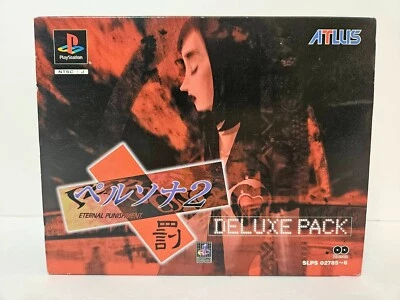 PlayStation
NTSC J
ATLUS
ペルソナ2
ETERNAL PUNISHMENT
罰
DELUXE PACK
SLPS 02785~6